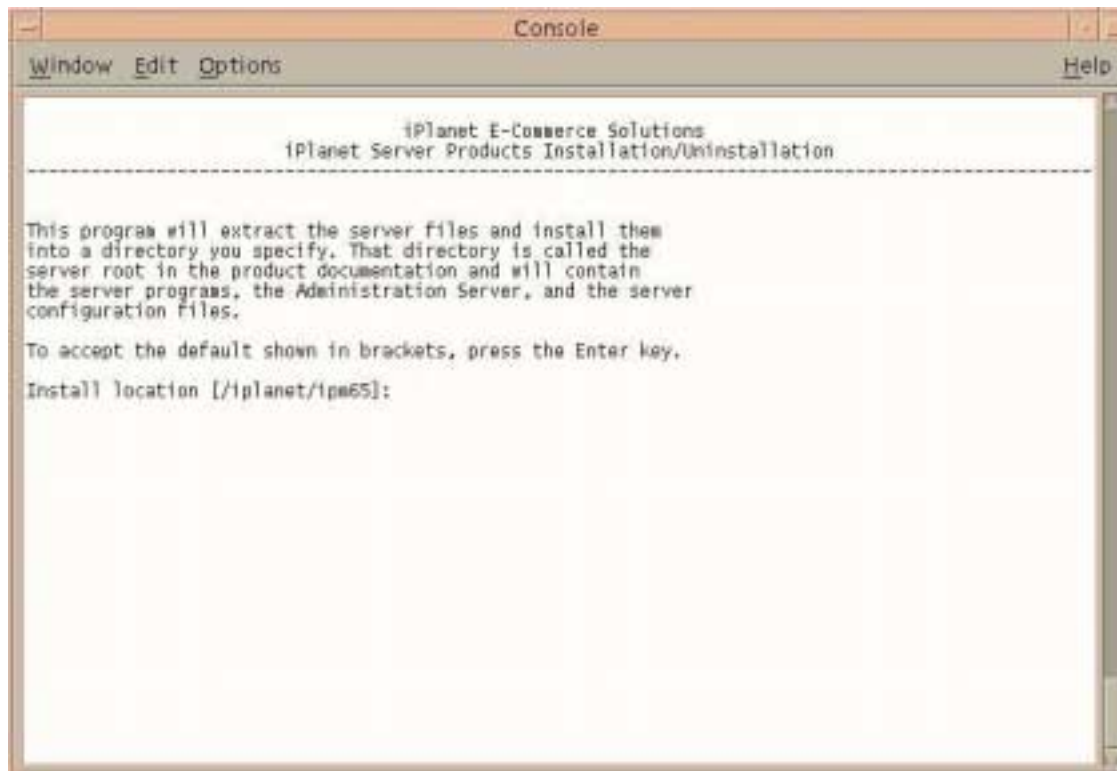 Console
Window Edit Options Help
iPlanet E-Commerce Solutions
iPlanet Server Products Installation/Uninstallation
--------------------------------------------------------------------------------
This program will extract the server files and install them
into a directory you specify. That directory is called the
server root in the product documentation and will contain
the server programs, the Administration Server, and the server
configuration files.
To accept the default shown in brackets, press the Enter key.
Install location [/iplanet/ipm65]: